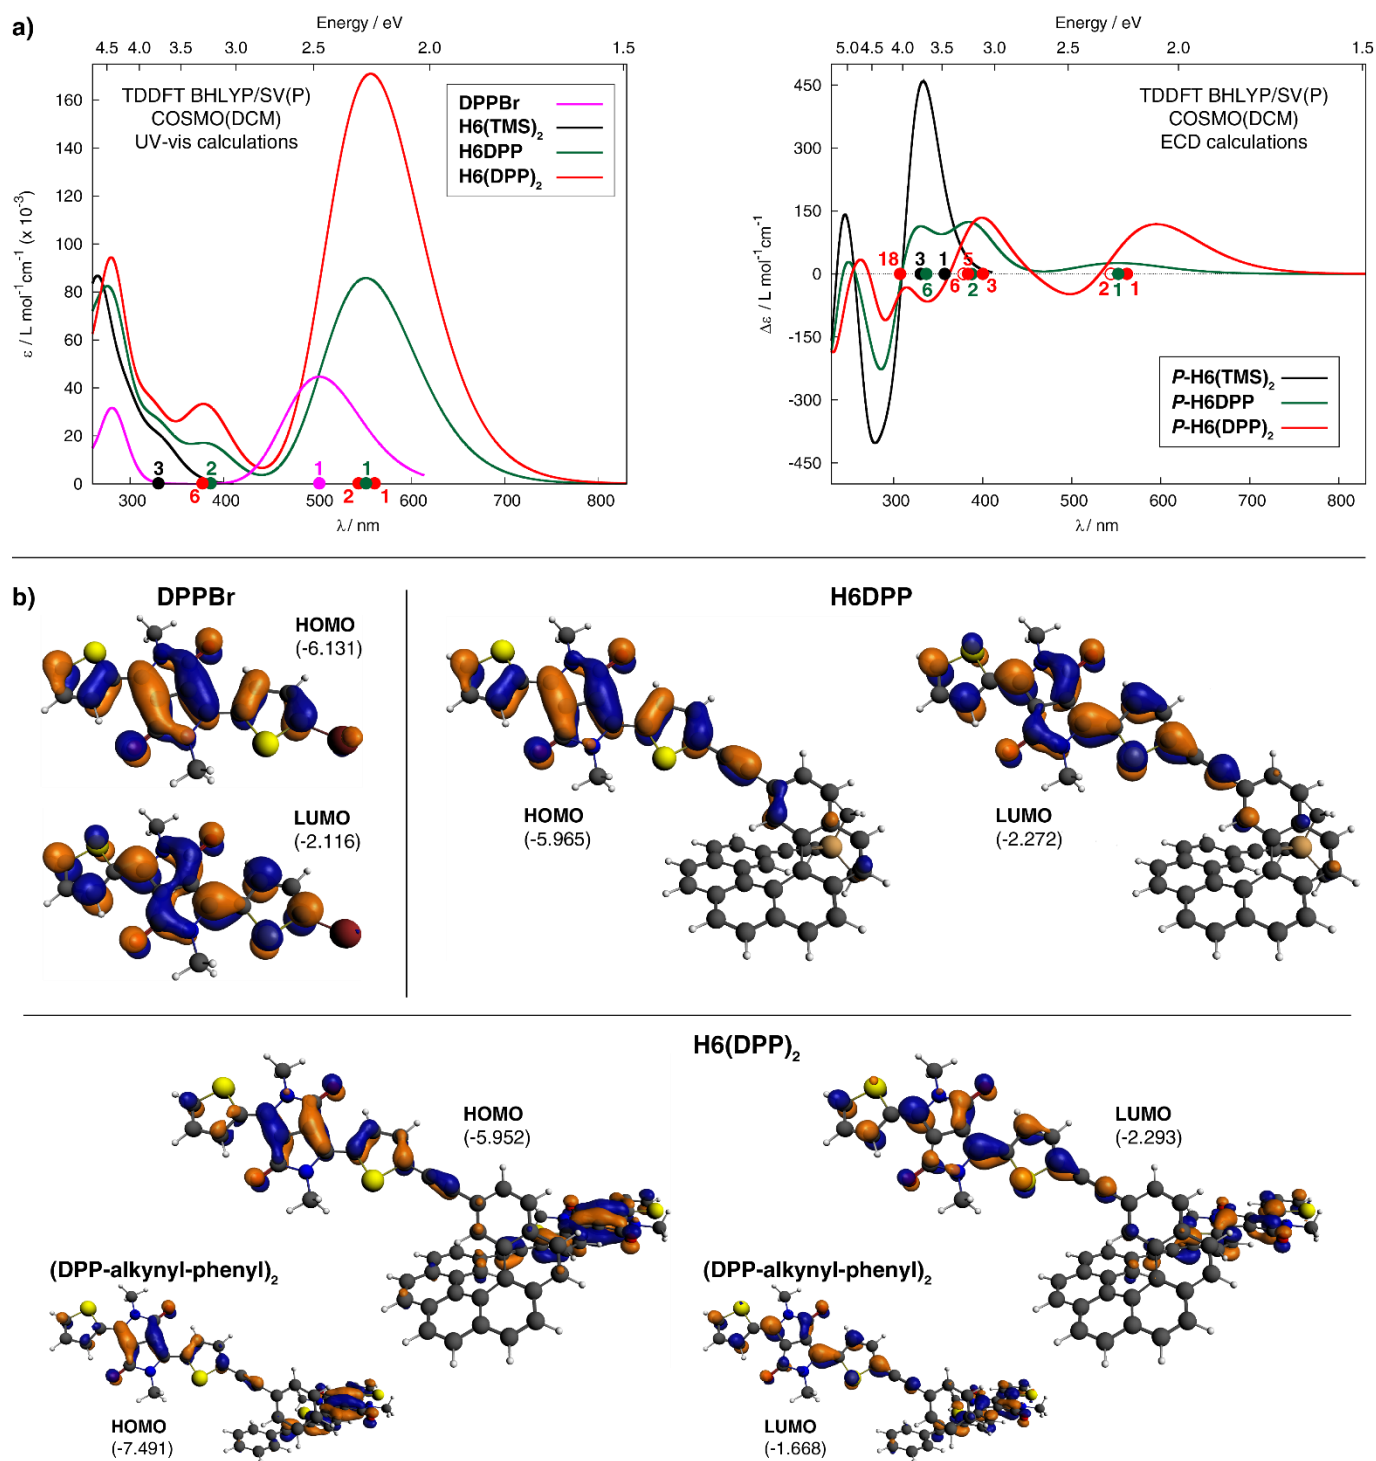 a)
Energy / eV
4.5 4.0 3.5 3.0 2.5 2.0 1.5
TDDFT BHLYP/SV(P)
COSMO(DCM)
UV-vis calculations
DPPBr
H6(TMS)₂
H6DPP
H6(DPP)₂
ε / L mol⁻¹cm⁻¹ (x 10⁻³)
160
140
120
100
80
60
40
20
0
3 2 1 1
6 2 1
300 400 500 600 700 800
λ / nm
Energy / eV
5.0 4.5 4.0 3.5 3.0 2.5 2.0 1.5
TDDFT BHLYP/SV(P)
COSMO(DCM)
ECD calculations
Δε / L mol⁻¹cm⁻¹
450
300
150
0
-150
-300
-450
18 3 1 5
6 6 2 3 2 1 1
P-H6(TMS)₂
P-H6DPP
P-H6(DPP)₂
300 400 500 600 700 800
λ / nm
b)
DPPBr
HOMO
(-6.131)
LUMO
(-2.116)
H6DPP
HOMO
(-5.965)
LUMO
(-2.272)
H6(DPP)₂
HOMO
(-5.952)
LUMO
(-2.293)
(DPP-alkynyl-phenyl)₂
HOMO
(-7.491)
(DPP-alkynyl-phenyl)₂
LUMO
(-1.668)